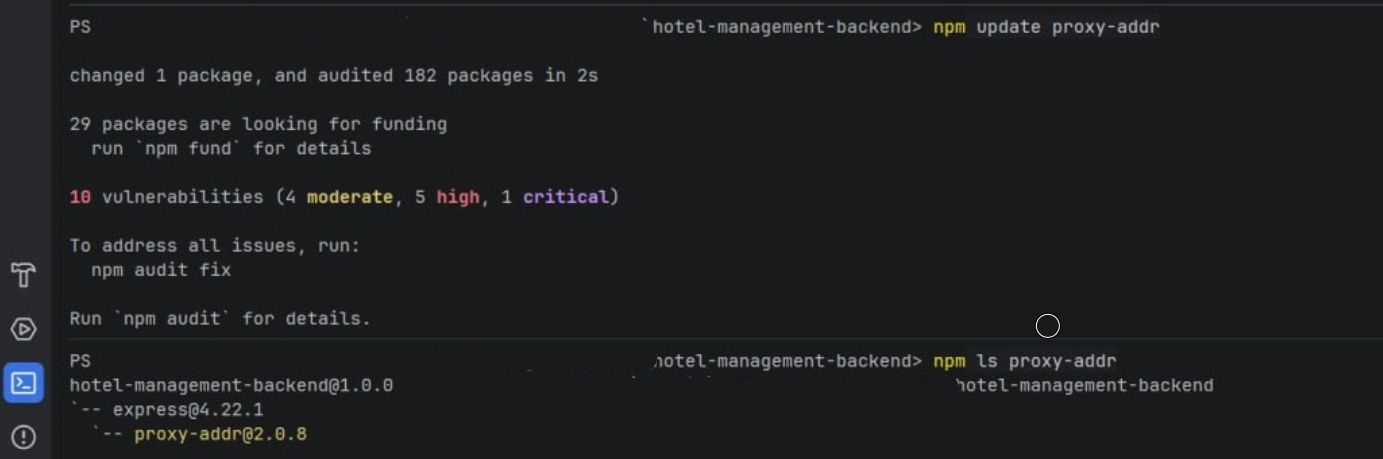 PS `hotel-management-backend> npm update proxy-addr
changed 1 package, and audited 182 packages in 2s
29 packages are looking for funding
run `npm fund` for details
10 vulnerabilities (4 moderate, 5 high, 1 critical)
To address all issues, run:
npm audit fix
Run `npm audit` for details.
PS hotel-management-backend> npm ls proxy-addr
hotel-management-backend@1.0.0 hotel-management-backend
`-- express@4.22.1
`-- proxy-addr@2.0.8